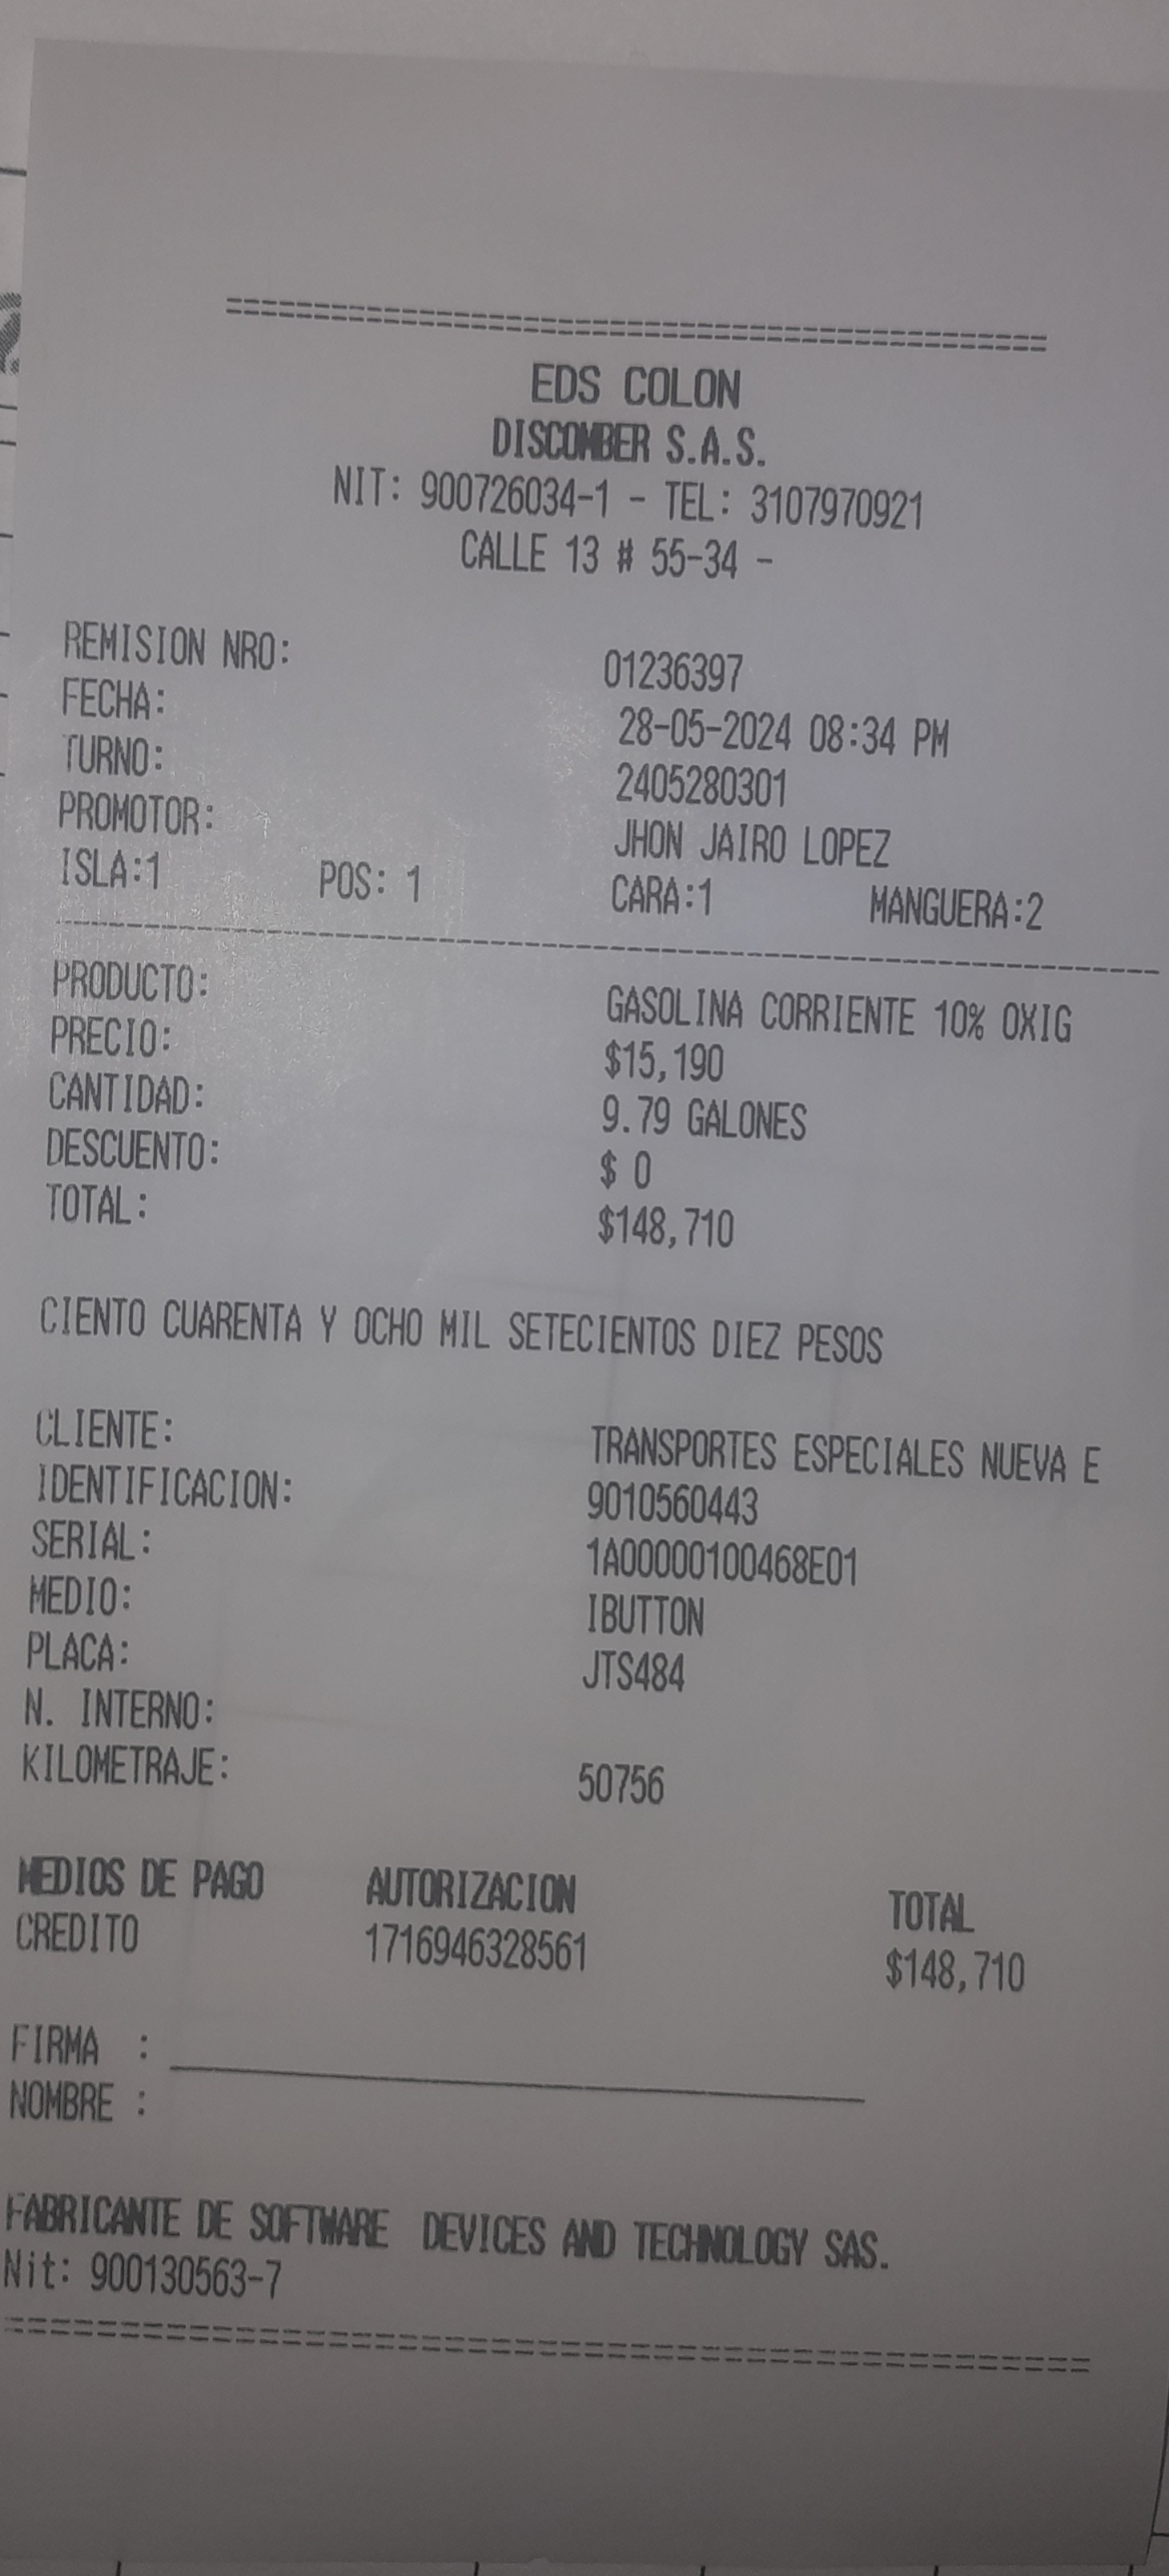 EDS COLON
DISCOMBER S.A.S.
NIT: 900726034-1 - TEL: 3107970921
CALLE 13 # 55-34 -
REMISION NRO: 01236397
FECHA: 28-05-2024 08:34 PM
TURNO: 2405280301
PROMOTOR: JHON JAIRO LOPEZ
ISLA:1 POS: 1 CARA:1 MANGUERA:2
PRODUCTO: GASOLINA CORRIENTE 10% OXIG
PRECIO: $15,190
CANTIDAD: 9.79 GALONES
DESCUENTO: $ 0
TOTAL: $148,710
CIENTO CUARENTA Y OCHO MIL SETECIENTOS DIEZ PESOS
CLIENTE: TRANSPORTES ESPECIALES NUEVA E
IDENTIFICACION: 9010560443
SERIAL: 1A00000100468E01
MEDIO: IBUTTON
PLACA: JTS484
N. INTERNO:
KILOMETRAJE: 50756
MEDIOS DE PAGO AUTORIZACION TOTAL
CREDITO 1716946328561 $148,710
FIRMA :
NOMBRE :
FABRICANTE DE SOFTWARE DEVICES AND TECHNOLOGY SAS.
Nit: 900130563-7